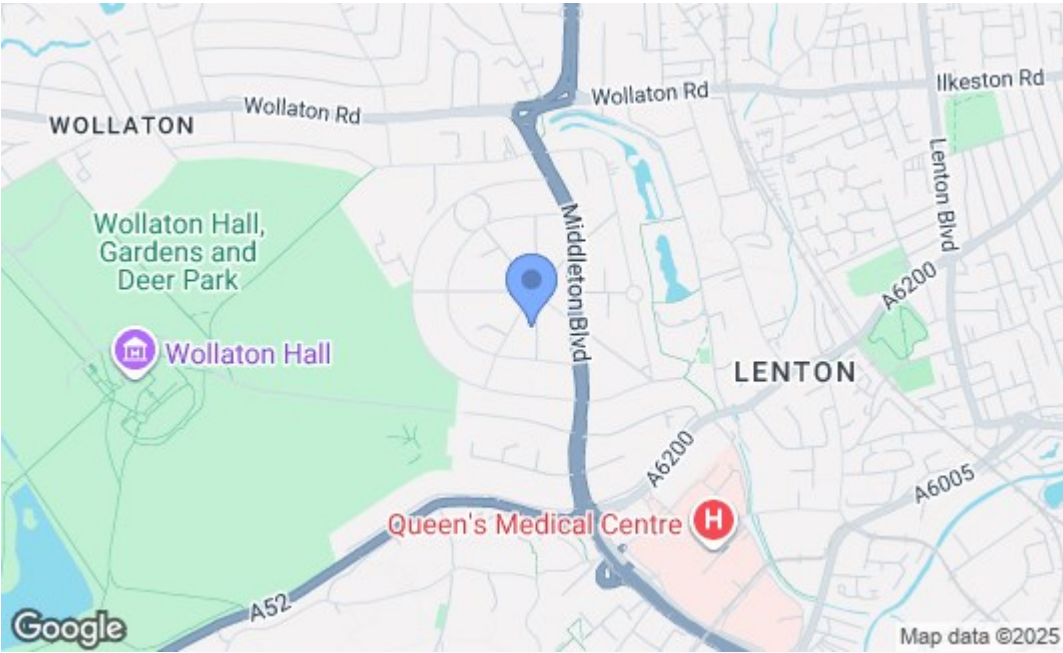 Ilkeston Rd
Wollaton Rd
Wollaton Rd
WOLLATON
Lenton Blvd
Wollaton Hall,
Gardens and
Deer Park
Middleton Blvd
A6200
Wollaton Hall
LENTON
A6200
A6005
Queen's Medical Centre
H
A52
Google
Map data ©2025